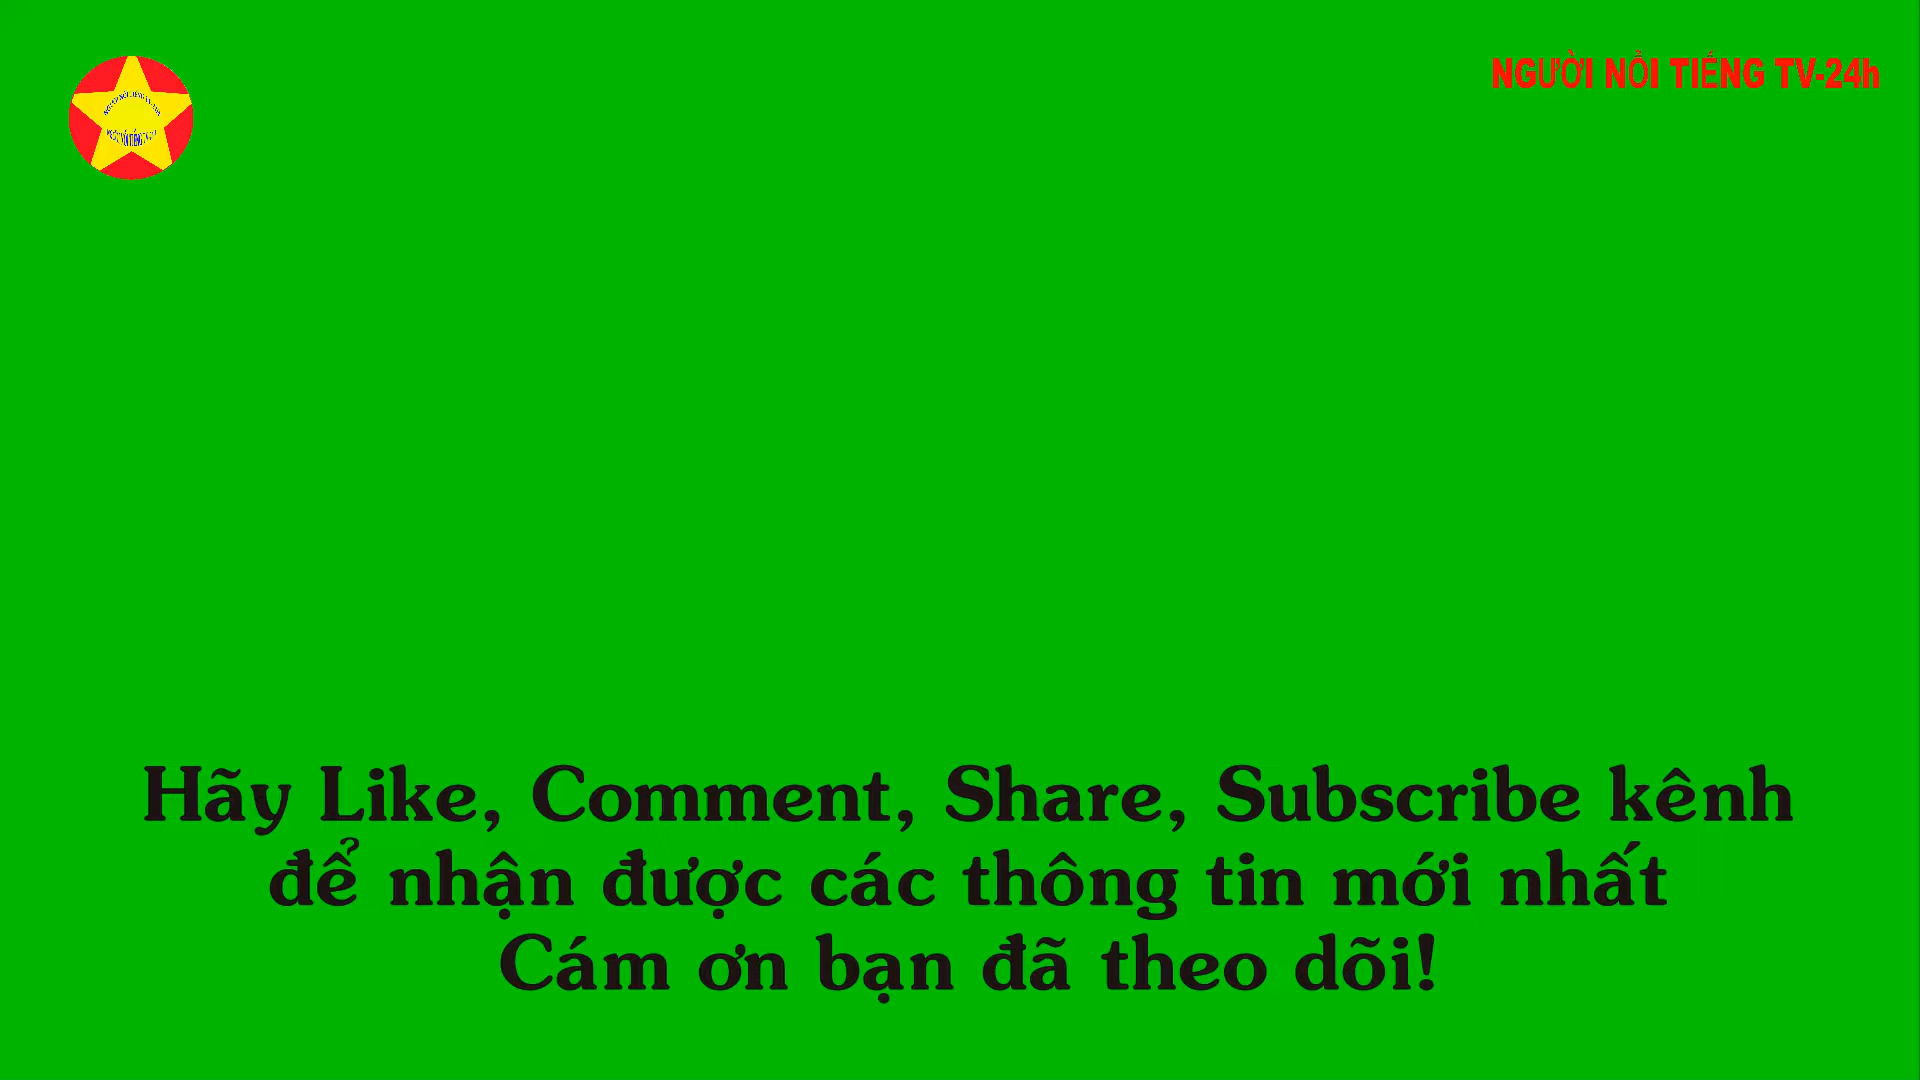 NGƯỜI NỔI TIẾNG TV-24h
Hãy Like, Comment, Share, Subscribe kênh
để nhận được các thông tin mới nhất
Cám ơn bạn đã theo dõi!